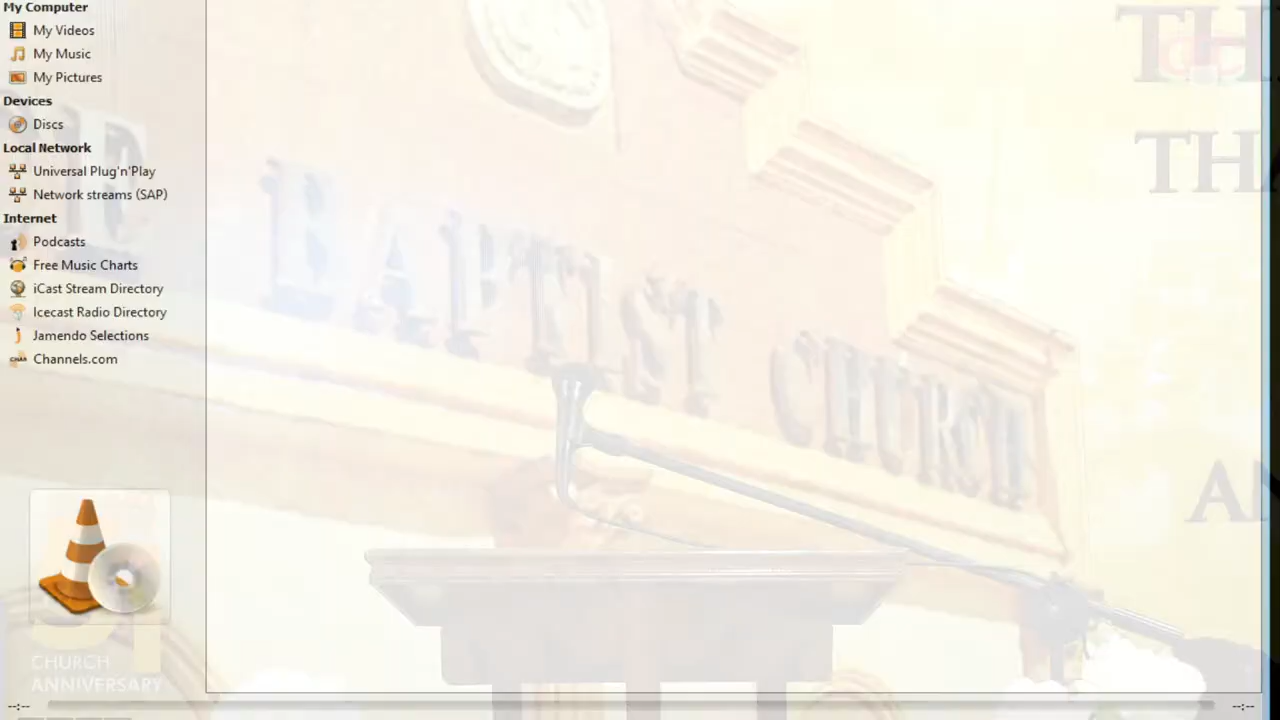 My Computer
My Videos
My Music
My Pictures
Devices
Discs
Local Network
Universal Plug'n'Play
Network streams (SAP)
Internet
Podcasts
Free Music Charts
iCast Stream Directory
Icecast Radio Directory
Jamendo Selections
Channels.com
BAPTIST CHURCH
CHURCH
ANNIVERSARY
--:--
--:--